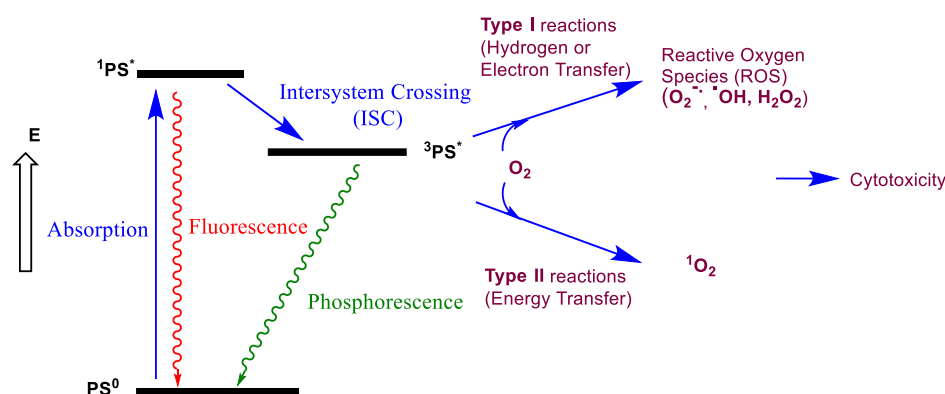 Type I reactions
(Hydrogen or
Electron Transfer)
Reactive Oxygen
Species (ROS)
(O₂⁻·, ·OH, H₂O₂)
¹PS*
Intersystem Crossing
(ISC)
E
³PS*
O₂
Cytotoxicity
Absorption
Fluorescence
¹O₂
Type II reactions
(Energy Transfer)
Phosphorescence
PS⁰